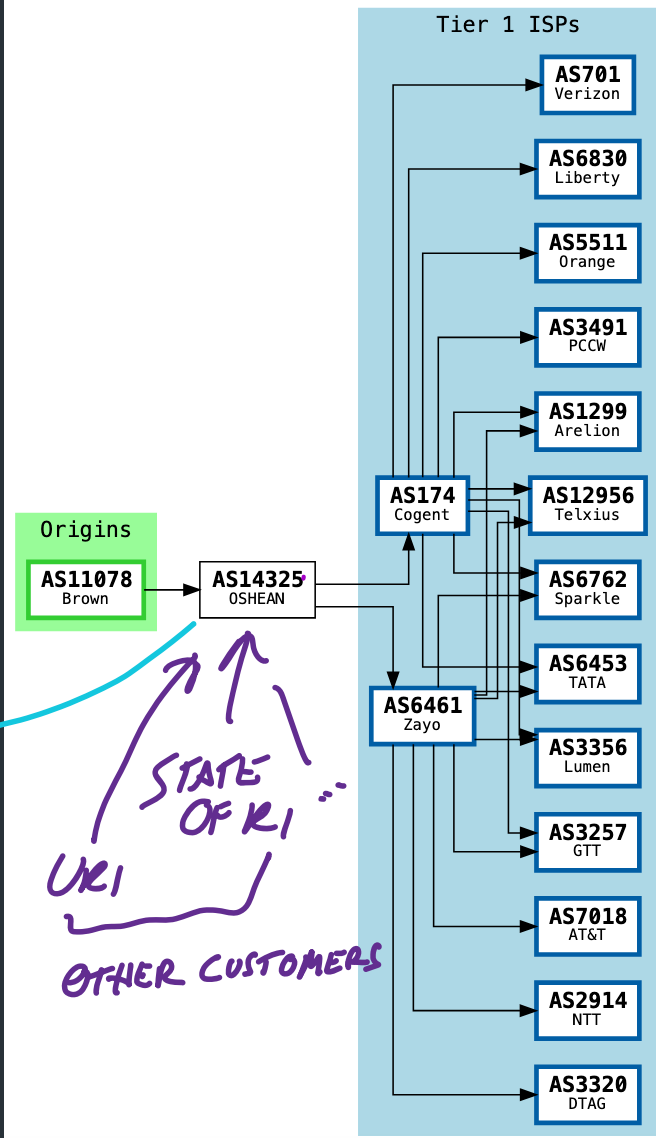 Tier 1 ISPs
AS701
Verizon
AS6830
Liberty
AS5511
Orange
AS3491
PCCW
AS1299
Arelion
AS174
Cogent
AS12956
Telxius
Origins
AS11078
Brown
AS14325
OSHEAN
AS6762
Sparkle
AS6453
TATA
AS6461
Zayo
AS3356
Lumen
AS3257
GTT
AS7018
AT&T
AS2914
NTT
AS3320
DTAG
STATE
OF RI ...
URI
OTHER CUSTOMERS